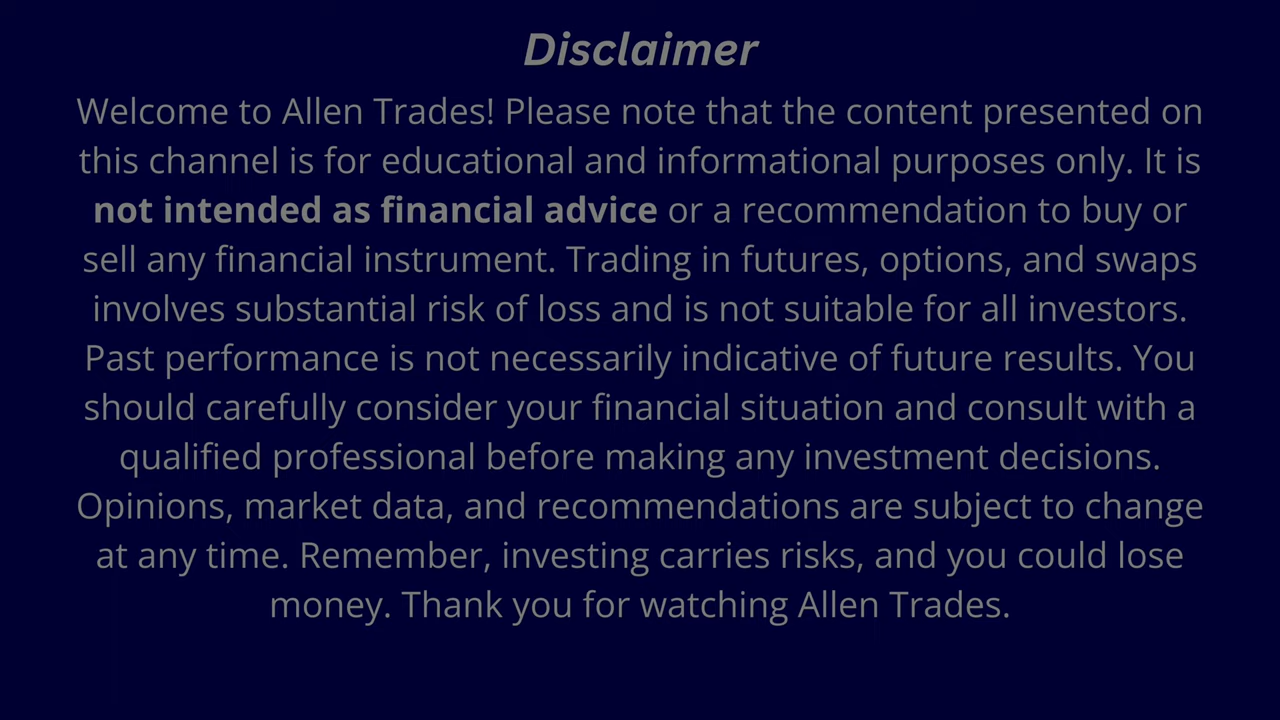 Disclaimer
Welcome to Allen Trades! Please note that the content presented on
this channel is for educational and informational purposes only. It is
not intended as financial advice or a recommendation to buy or
sell any financial instrument. Trading in futures, options, and swaps
involves substantial risk of loss and is not suitable for all investors.
Past performance is not necessarily indicative of future results. You
should carefully consider your financial situation and consult with a
qualified professional before making any investment decisions.
Opinions, market data, and recommendations are subject to change
at any time. Remember, investing carries risks, and you could lose
money. Thank you for watching Allen Trades.